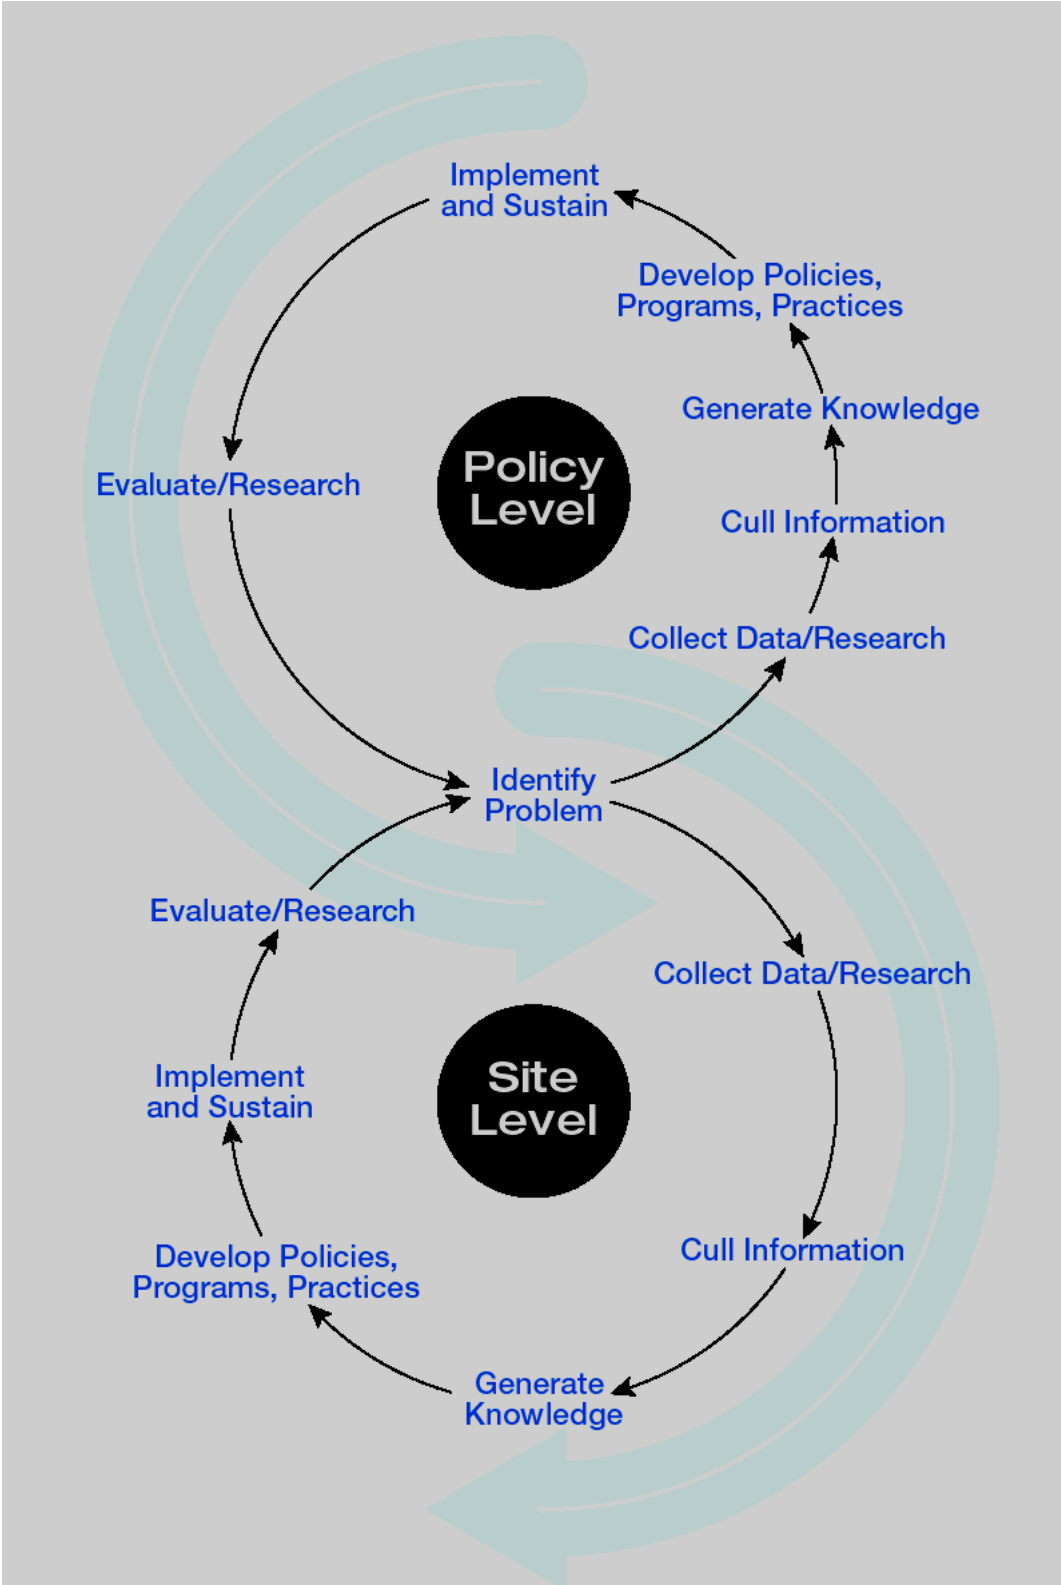 Implement
and Sustain
Develop Policies,
Programs, Practices
Generate Knowledge
Policy
Level
Evaluate/Research
Cull Information
Collect Data/Research
Identify
Problem
Evaluate/Research
Collect Data/Research
Site
Level
Implement
and Sustain
Cull Information
Develop Policies,
Programs, Practices
Generate
Knowledge